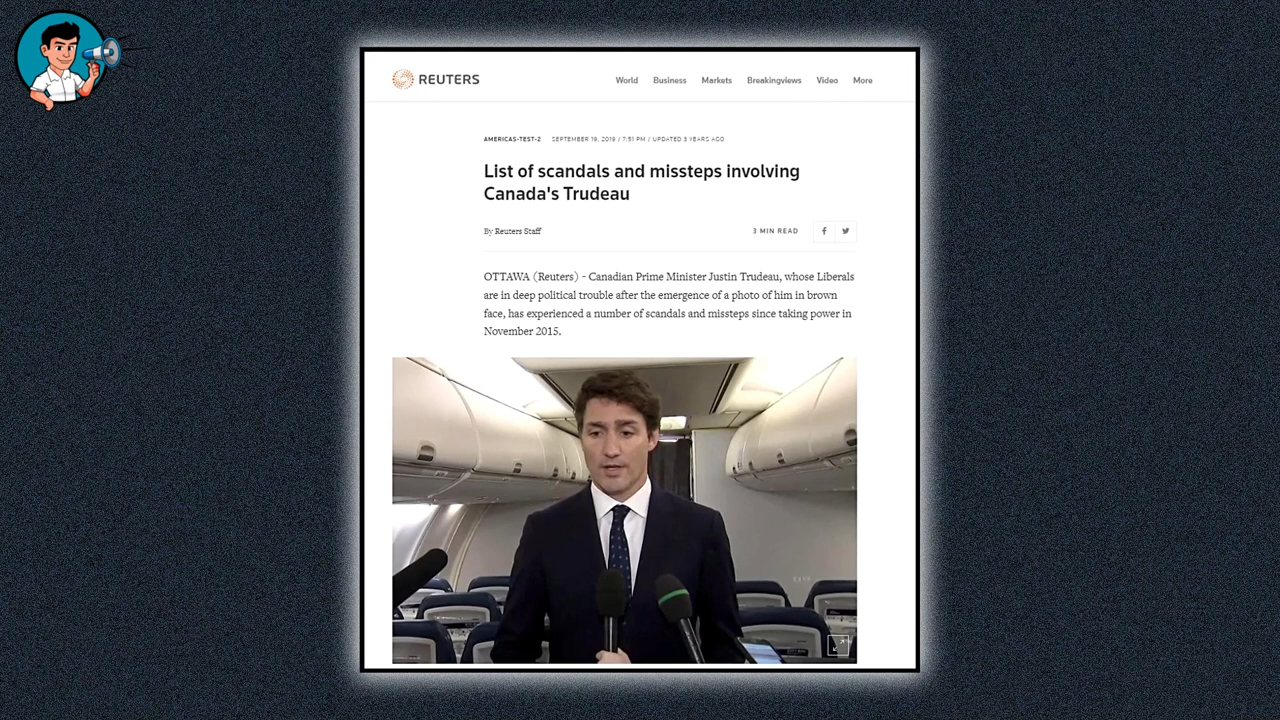 REUTERS
World Business Markets Breakingviews Video More
AMERICAS-TEST-2 SEPTEMBER 19, 2019 / 7:51 PM / UPDATED 3 YEARS AGO
List of scandals and missteps involving
Canada's Trudeau
By Reuters Staff
3 MIN READ
OTTAWA (Reuters) - Canadian Prime Minister Justin Trudeau, whose Liberals
are in deep political trouble after the emergence of a photo of him in brown
face, has experienced a number of scandals and missteps since taking power in
November 2015.